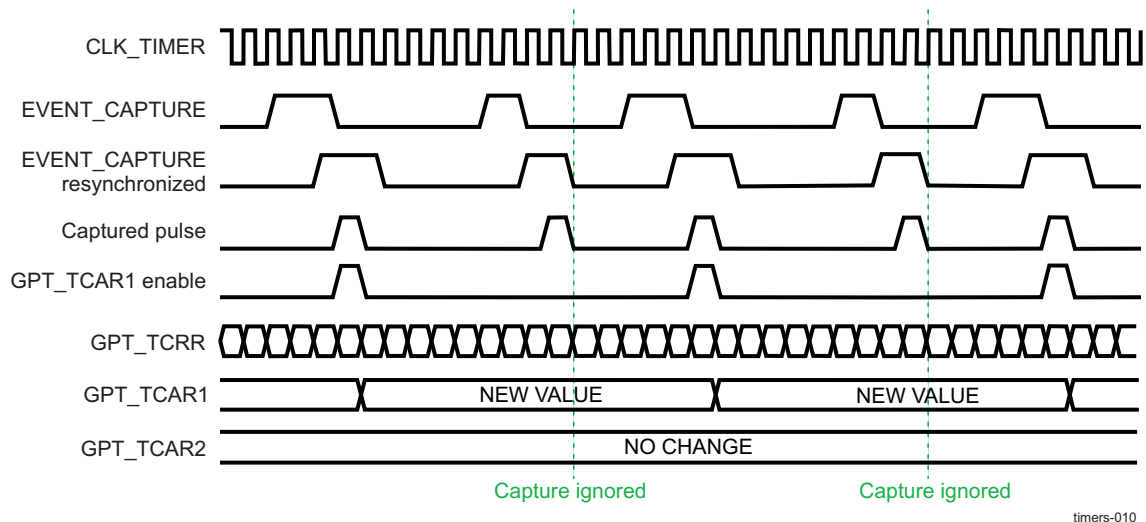 CLK_TIMER
EVENT_CAPTURE
EVENT_CAPTURE
resynchronized
Captured pulse
GPT_TCAR1 enable
GPT_TCRR
GPT_TCAR1
NEW VALUE
NEW VALUE
GPT_TCAR2
NO CHANGE
Capture ignored
Capture ignored
timers-010